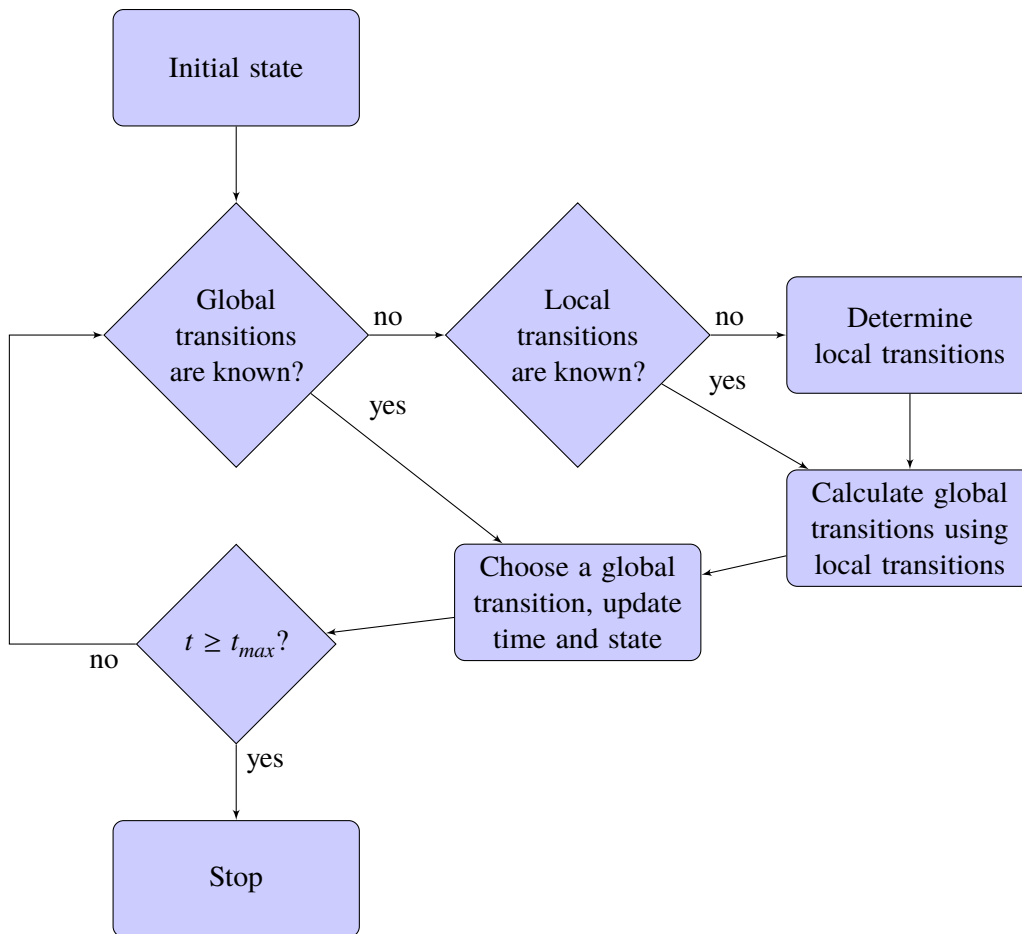 Initial state
Global
transitions
are known?
no
Local
transitions
are known?
no
Determine
local transitions
yes
yes
Calculate global
transitions using
local transitions
Choose a global
transition, update
time and state
t ≥ t_max?
no
yes
Stop